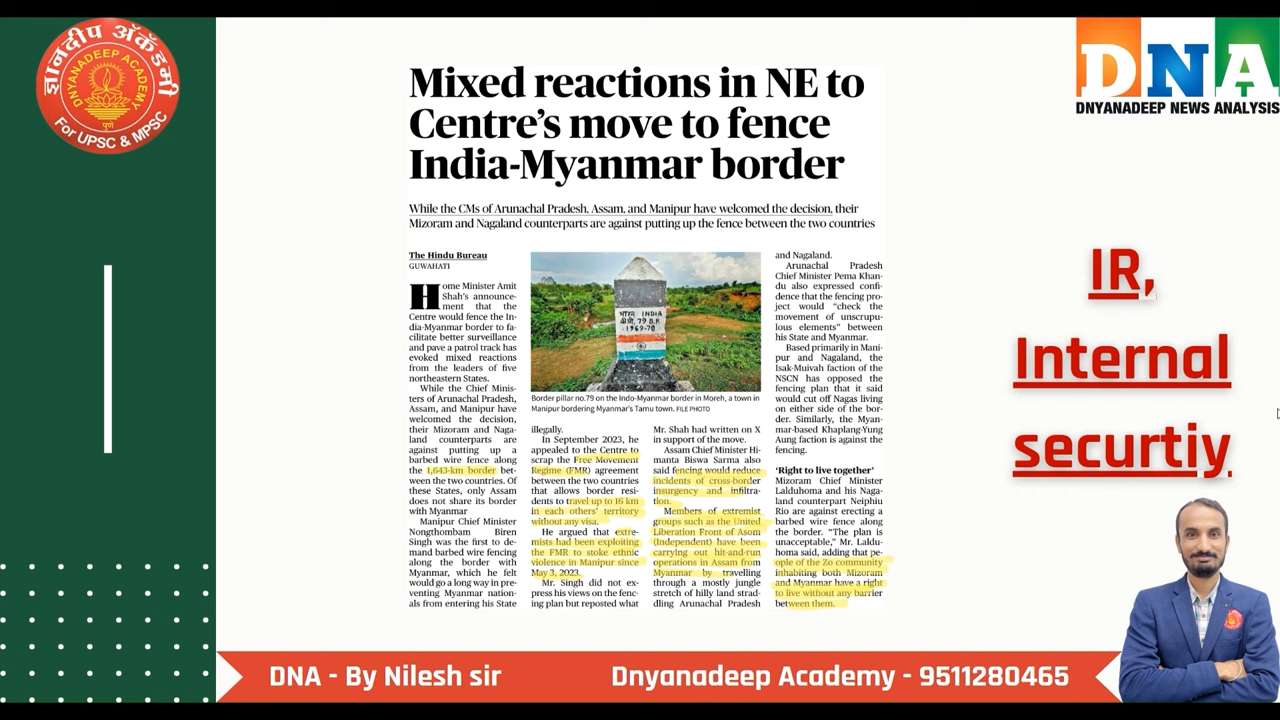 ज्ञानदीप अॅकॅडमी
DNYANADEEP ACADEMY
पुणे
For UPSC & MPSC
DNA
DNYANADEEP NEWS ANALYSIS
Mixed reactions in NE to
Centre's move to fence
India-Myanmar border
While the CMs of Arunachal Pradesh, Assam, and Manipur have welcomed the decision, their
Mizoram and Nagaland counterparts are against putting up the fence between the two countries
The Hindu Bureau
GUWAHATI
Home Minister Amit
Shah's announce-
ment that the
Centre would fence the In-
dia-Myanmar border to fa-
cilitate better surveillance
and pave a patrol track has
evoked mixed reactions
from the leaders of five
northeastern States.
While the Chief Minis-
ters of Arunachal Pradesh,
Assam, and Manipur have
welcomed the decision,
their Mizoram and Naga-
land counterparts are
against putting up a
barbed wire fence along
the 1,643-km border bet-
ween the two countries. Of
these States, only Assam
does not share its border
with Myanmar
Manipur Chief Minister
Nongthombam Biren
Singh was the first to de-
mand barbed wire fencing
along the border with
Myanmar, which he felt
would go a long way in pre-
venting Myanmar nation-
als from entering his State
भारत INDIA
79 B.P.
1969-70
Border pillar no.79 on the Indo-Myanmar border in Moreh, a town in
Manipur bordering Myanmar's Tamu town. FILE PHOTO
illegally.
In September 2023, he
appealed to the Centre to
scrap the Free Movement
Regime (FMR) agreement
between the two countries
that allows border resi-
dents to travel up to 16 km
in each others' territory
without any visa.
He argued that extre-
mists had been exploiting
the FMR to stoke ethnic
violence in Manipur since
May 3, 2023.
Mr. Singh did not ex-
press his views on the fenc-
ing plan but reposted what
Mr. Shah had written on X
in support of the move.
Assam Chief Minister Hi-
manta Biswa Sarma also
said fencing would reduce
incidents of cross-border
insurgency and infiltra-
tion.
Members of extremist
groups such as the United
Liberation Front of Asom
(Independent) have been
carrying out hit-and-run
operations in Assam from
Myanmar by travelling
through a mostly jungle
stretch of hilly land strad-
dling Arunachal Pradesh
and Nagaland.
Arunachal Pradesh
Chief Minister Pema Khan-
du also expressed confi-
dence that the fencing pro-
ject would "check the
movement of unscrupu-
lous elements" between
his State and Myanmar.
Based primarily in Mani-
pur and Nagaland, the
Isak-Muivah faction of the
NSCN has opposed the
fencing plan that it said
would cut off Nagas living
on either side of the bor-
der. Similarly, the Myan-
mar-based Khaplang-Yung
Aung faction is against the
fencing.
'Right to live together'
Mizoram Chief Minister
Lalduhoma and his Naga-
land counterpart Neiphiu
Rio are against erecting a
barbed wire fence along
the border. "The plan is
unacceptable," Mr. Laldu-
homa said, adding that pe-
ople of the Zo community
inhabiting both Mizoram
and Myanmar have a right
to live without any barrier
between them.
IR,
Internal
securtiy
DNA - By Nilesh sir
Dnyanadeep Academy - 9511280465